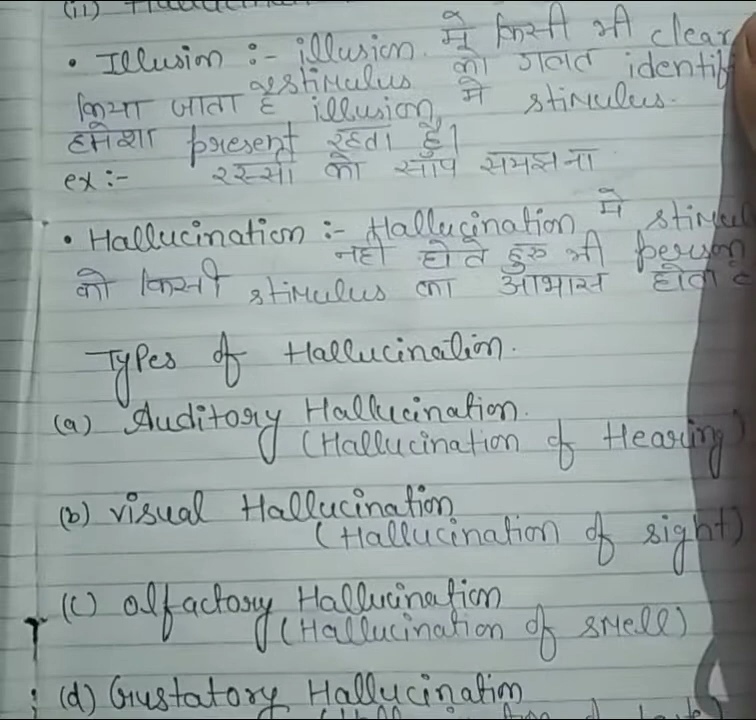 (ii)
• Illusion :- illusion में किसी भी clear
stimulus को गलत identif
किया जाता है illusion में stimulus
हमेशा present रहता है।
ex :- रस्सी को सांप समझना
• Hallucination :- Hallucination में stimul
नही होते हुए भी person
को किसी stimulus का आभास होता
Types of Hallucination.
(a) Auditory Hallucination.
(Hallucination of Hearing)
(b) visual Hallucination
(Hallucination of sight)
(c) olfactory Hallucination
(Hallucination of smell)
(d) Gustatory Hallucination